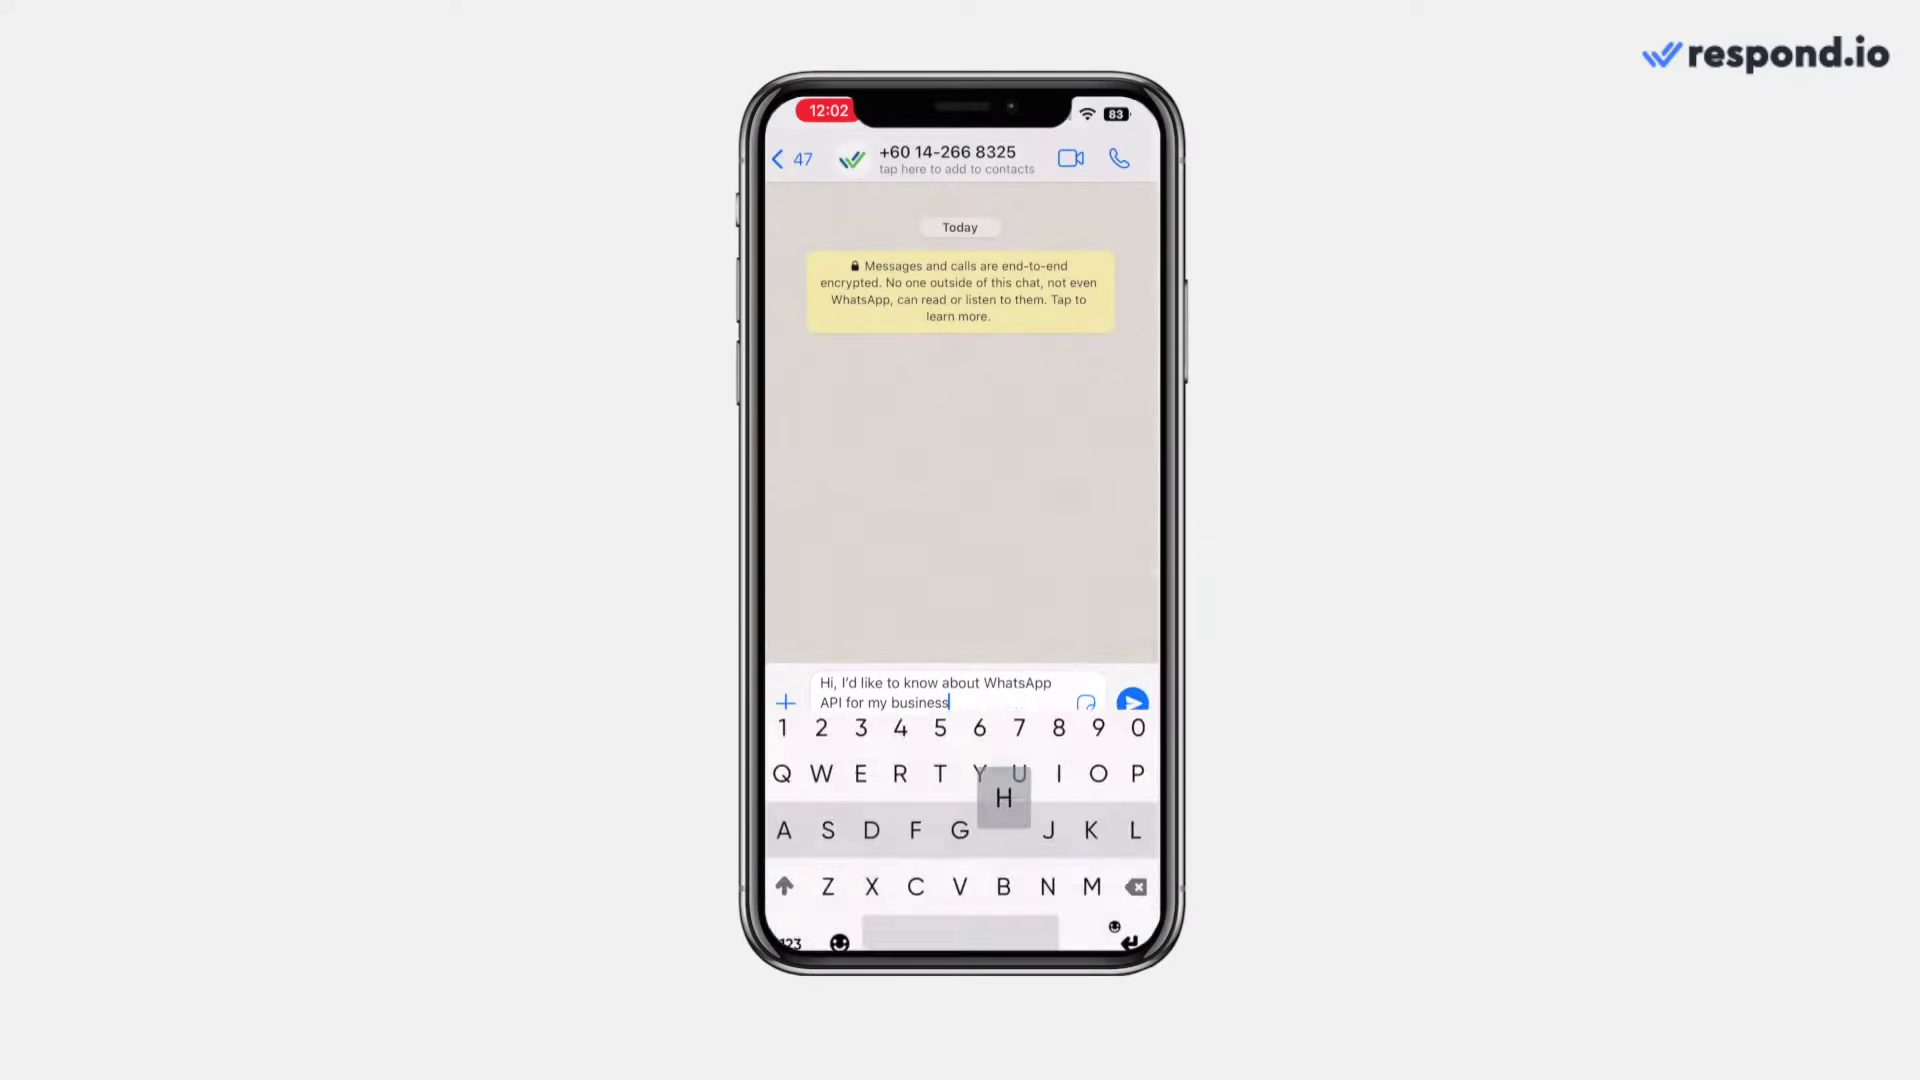 respond.io
12:02
83
47
+60 14-266 8325
tap here to add to contacts
Today
Messages and calls are end-to-end
encrypted. No one outside of this chat, not even
WhatsApp, can read or listen to them. Tap to
learn more.
Hi, I'd like to know about WhatsApp
API for my business
1 2 3 4 5 6 7 8 9 0
Q W E R T Y U I O P
H
A S D F G J K L
Z X C V B N M
123